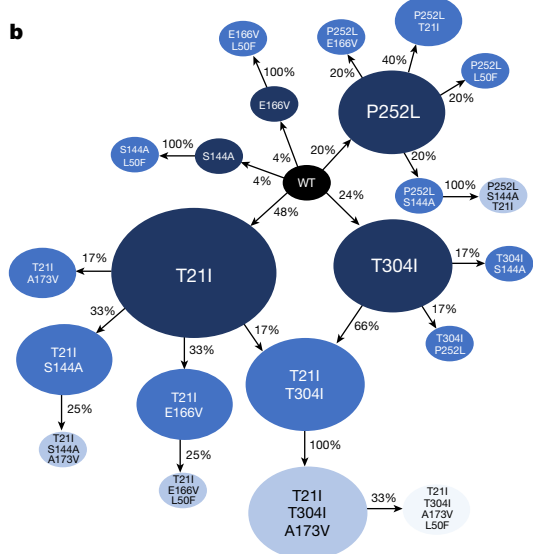 b
E166V
L50F
100%
E166V
4%
P252L
E166V
20%
P252L
T21I
40%
P252L
L50F
20%
P252L
20%
S144A
L50F
100%
S144A
4%
WT
20%
P252L
S144A
100%
P252L
S144A
T21I
48%
24%
T21I
T304I
17%
T21I
A173V
17%
T304I
S144A
33%
T21I
S144A
33%
T21I
E166V
17%
66%
T21I
T304I
17%
T304I
P252L
25%
T21I
S144A
A173V
25%
T21I
E166V
L50F
100%
T21I
T304I
A173V
33%
T21I
T304I
A173V
L50F